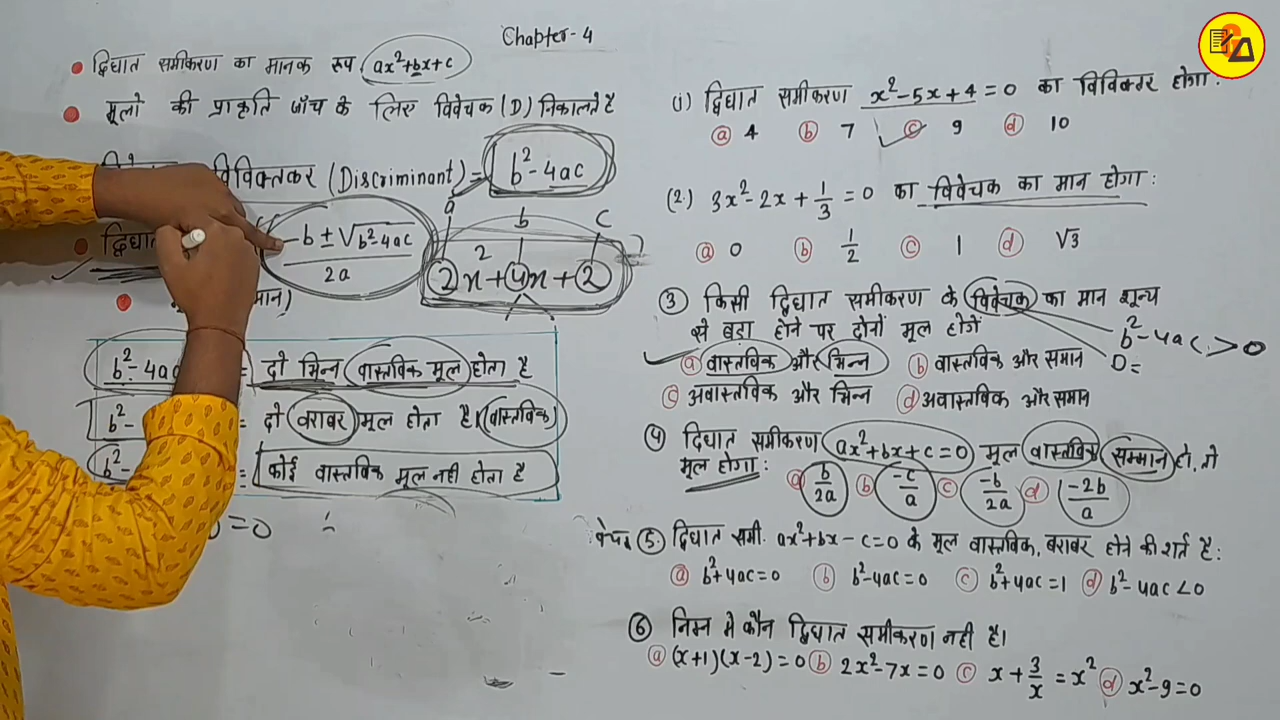 Chapter-4
द्विघात समीकरण का मानक रूप ax²+bx+c
मूलो की प्राकृति जाँच के लिए विवेचक (D) निकालते है
विविक्तकर (Discriminant) = b²-4ac
द्विघात
-b ± √b²-4ac / 2a
a b c
2x² + 4x + 2
मान)
b²-4ac = दो भिन्न वास्तविक मूल होता है
b²- = दो बराबर मूल होता है। (वास्तविक)
b²- = कोई वास्तविक मूल नही होता है
=0
(1) द्विघात समीकरण x²-5x+4=0 का विविक्तर होगा:
(a) 4 (b) 7 (c) 9 (d) 10
(2.) 3x²-2x+1/3=0 का विवेचक का मान होगा:
(a) 0 (b) 1/2 (c) 1 (d) √3
(3) किसी द्विघात समीकरण के विवेचक का मान शून्य
से बड़ा होने पर दोनों मूल होगें
b²-4ac > 0
D=
(a) वास्तविक और भिन्न (b) वास्तविक और समान
(c) अवास्तविक और भिन्न (d) अवास्तविक और समान
(4) दिघात समीकरण ax²+bx+c=0 मूल वास्तविक सम्मान हो, तो
मूल होगा:
(a) b/2a (b) -c/a (c) -b/2a (d) -2b/a
(5.) द्विघात समी. ax²+bx-c=0 के मूल वास्तविक, बराबर होने की शर्त है:
(a) b²+4ac=0 (b) b²-4ac=0 (c) b²+4ac=1 (d) b²-4ac<0
(6) निम्न मे कौन द्विघात समीकरण नही है।
(a) (x+1)(x-2)=0 (b) 2x²-7x=0 (c) x+3/x=x² (d) x²-9=0